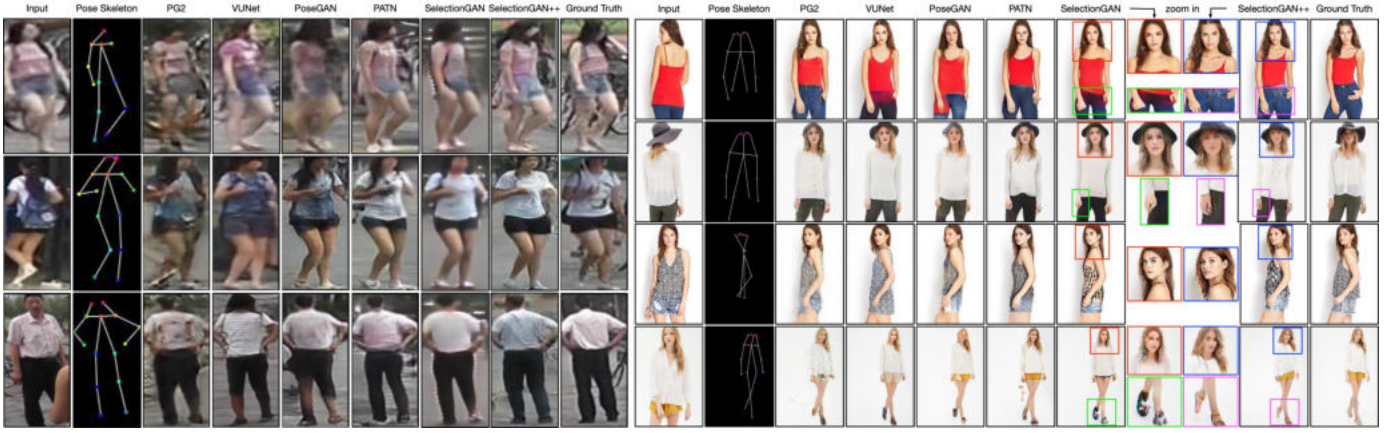 Input Pose Skeleton PG2 VUNet PoseGAN PATN SelectionGAN SelectionGAN++ Ground Truth
Input Pose Skeleton PG2 VUNet PoseGAN PATN SelectionGAN zoom in SelectionGAN++ Ground Truth